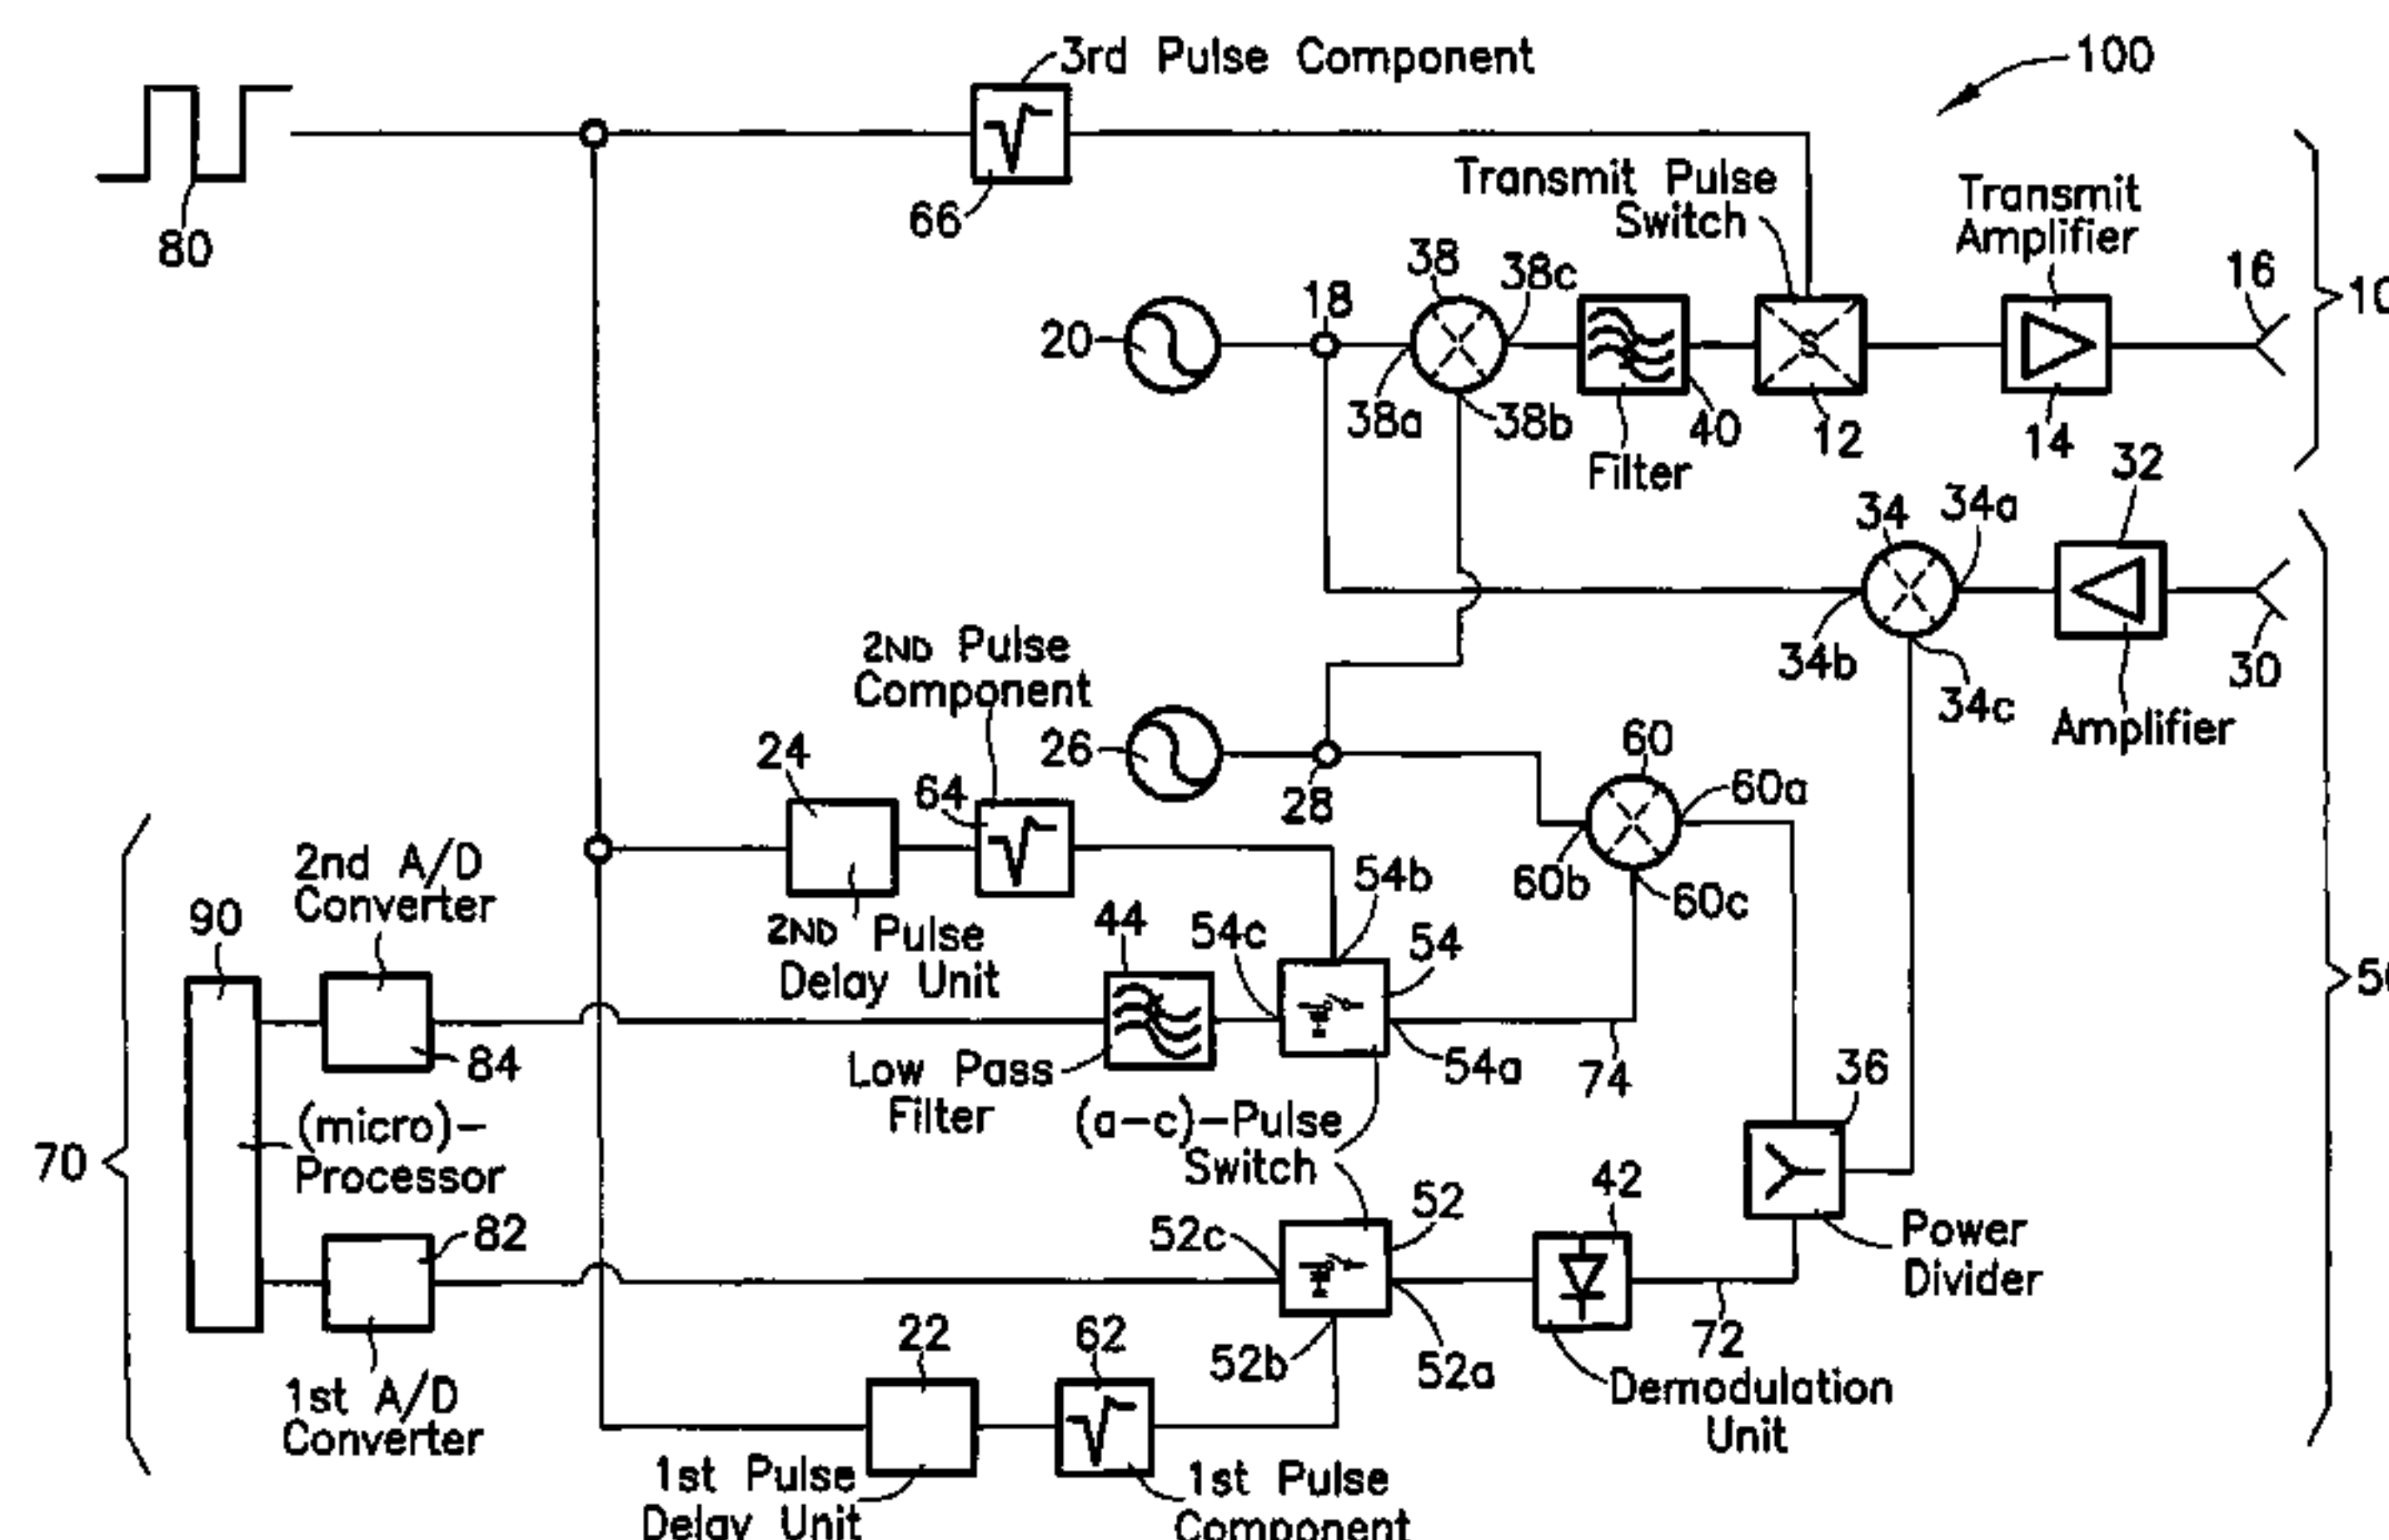 3rd Pulse Component
100
80
66
Transmit Pulse
Switch
Transmit
Amplifier
16
38
38c
18
20
38a
38b
Filter
40
12
14
32
34
34a
34b
34c
30
Amplifier
2ND Pulse
Component
24
64
26
28
60
60a
60b
60c
2nd A/D
Converter
90
2ND Pulse
Delay Unit
44
54c
54b
54
84
Low Pass
Filter
54a
74
36
(a-c)-Pulse
Switch
(micro)-
Processor
70
82
52c
52
42
Power
Divider
22
62
52b
52a
72
1st A/D
Converter
Demodulation
Unit
1st Pulse
Delay Unit
1st Pulse
Component